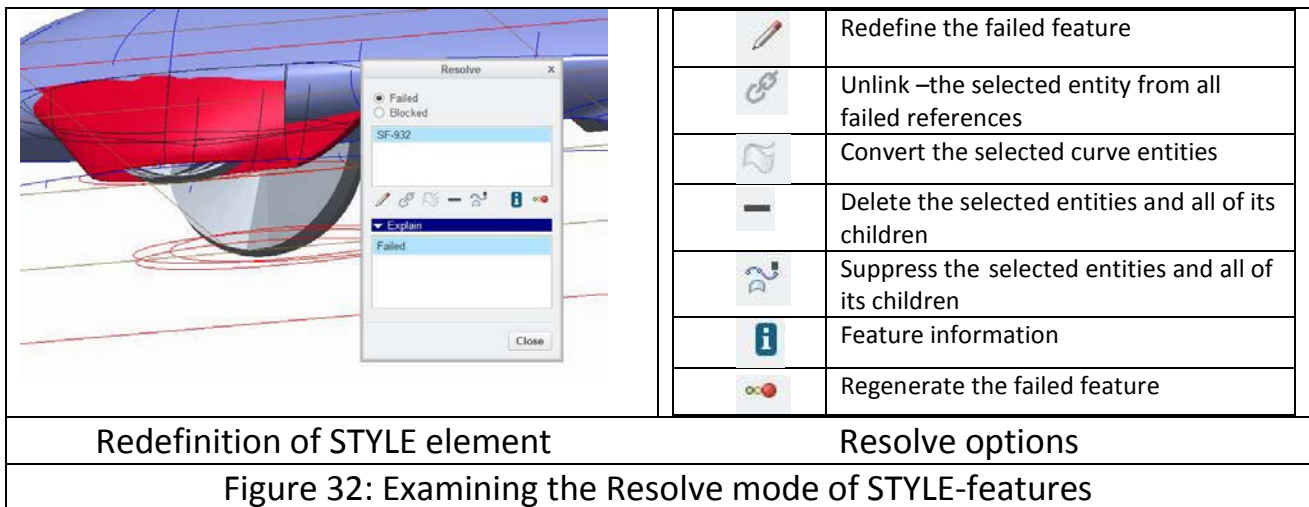 Resolve x
Failed
Blocked
SF-932
Explain
Failed
Close
Redefine the failed feature
Unlink –the selected entity from all
failed references
Convert the selected curve entities
Delete the selected entities and all of its
children
Suppress the selected entities and all of
its children
i Feature information
Regenerate the failed feature
Redefinition of STYLE element
Resolve options
Figure 32: Examining the Resolve mode of STYLE-features